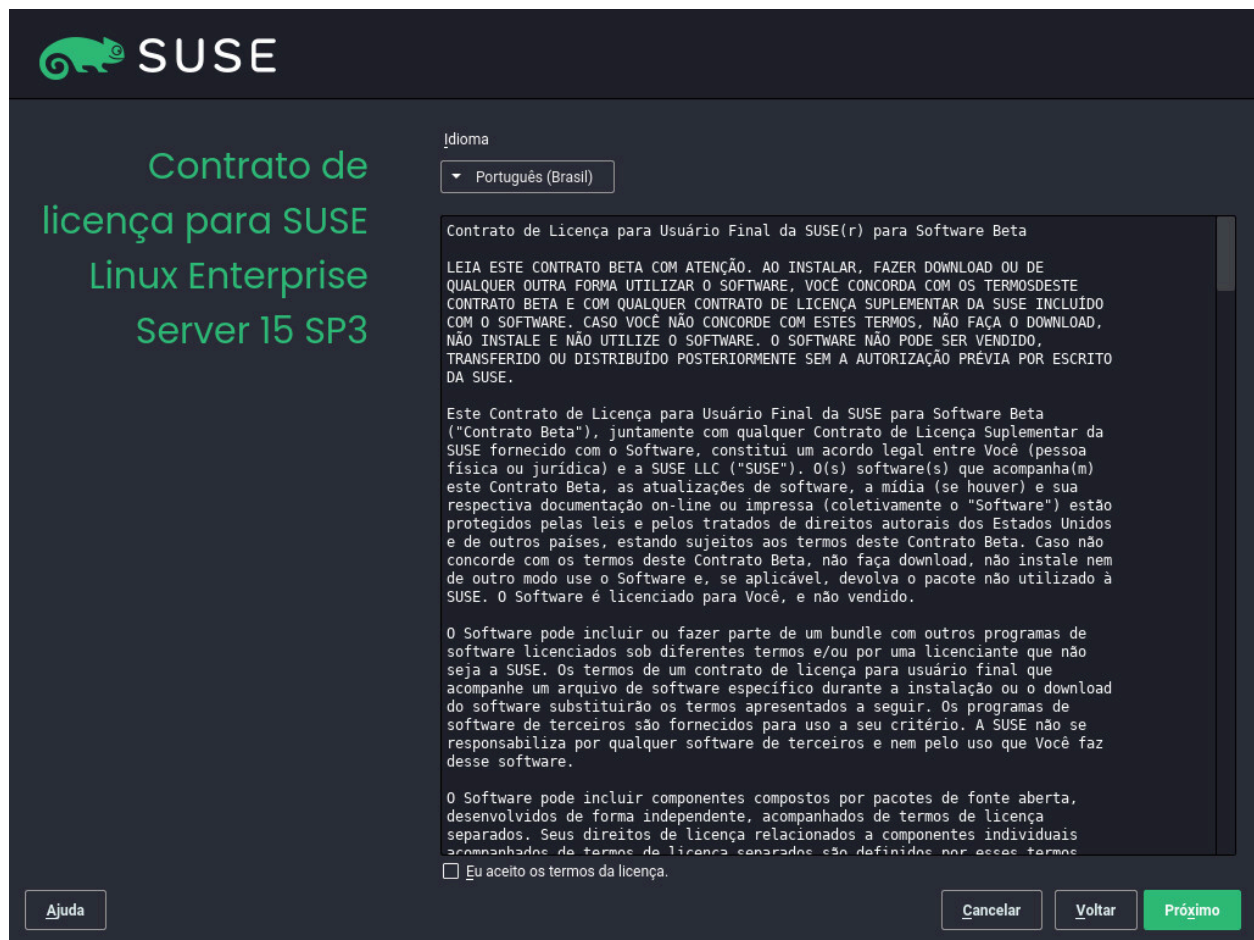 SUSE
Contrato de
licença para SUSE
Linux Enterprise
Server 15 SP3
Idioma
Português (Brasil)
Contrato de Licença para Usuário Final da SUSE(r) para Software Beta
LEIA ESTE CONTRATO BETA COM ATENÇÃO. AO INSTALAR, FAZER DOWNLOAD OU DE
QUALQUER OUTRA FORMA UTILIZAR O SOFTWARE, VOCÊ CONCORDA COM OS TERMOSDESTE
CONTRATO BETA E COM QUALQUER CONTRATO DE LICENÇA SUPLEMENTAR DA SUSE INCLUÍDO
COM O SOFTWARE. CASO VOCÊ NÃO CONCORDE COM ESTES TERMOS, NÃO FAÇA O DOWNLOAD,
NÃO INSTALE E NÃO UTILIZE O SOFTWARE. O SOFTWARE NÃO PODE SER VENDIDO,
TRANSFERIDO OU DISTRIBUÍDO POSTERIORMENTE SEM A AUTORIZAÇÃO PRÉVIA POR ESCRITO
DA SUSE.
Este Contrato de Licença para Usuário Final da SUSE para Software Beta
("Contrato Beta"), juntamente com qualquer Contrato de Licença Suplementar da
SUSE fornecido com o Software, constitui um acordo legal entre Você (pessoa
física ou jurídica) e a SUSE LLC ("SUSE"). O(s) software(s) que acompanha(m)
este Contrato Beta, as atualizações de software, a mídia (se houver) e sua
respectiva documentação on-line ou impressa (coletivamente o "Software") estão
protegidos pelas leis e pelos tratados de direitos autorais dos Estados Unidos
e de outros países, estando sujeitos aos termos deste Contrato Beta. Caso não
concorde com os termos deste Contrato Beta, não faça download, não instale nem
de outro modo use o Software e, se aplicável, devolva o pacote não utilizado à
SUSE. O Software é licenciado para Você, e não vendido.
O Software pode incluir ou fazer parte de um bundle com outros programas de
software licenciados sob diferentes termos e/ou por uma licenciante que não
seja a SUSE. Os termos de um contrato de licença para usuário final que
acompanhe um arquivo de software específico durante a instalação ou o download
do software substituirão os termos apresentados a seguir. Os programas de
software de terceiros são fornecidos para uso a seu critério. A SUSE não se
responsabiliza por qualquer software de terceiros e nem pelo uso que Você faz
desse software.
O Software pode incluir componentes compostos por pacotes de fonte aberta,
desenvolvidos de forma independente, acompanhados de termos de licença
separados. Seus direitos de licença relacionados a componentes individuais
acompanhados de termos de licença separados são definidos por esses termos
Eu aceito os termos da licença.
Ajuda
Cancelar
Voltar
Próximo